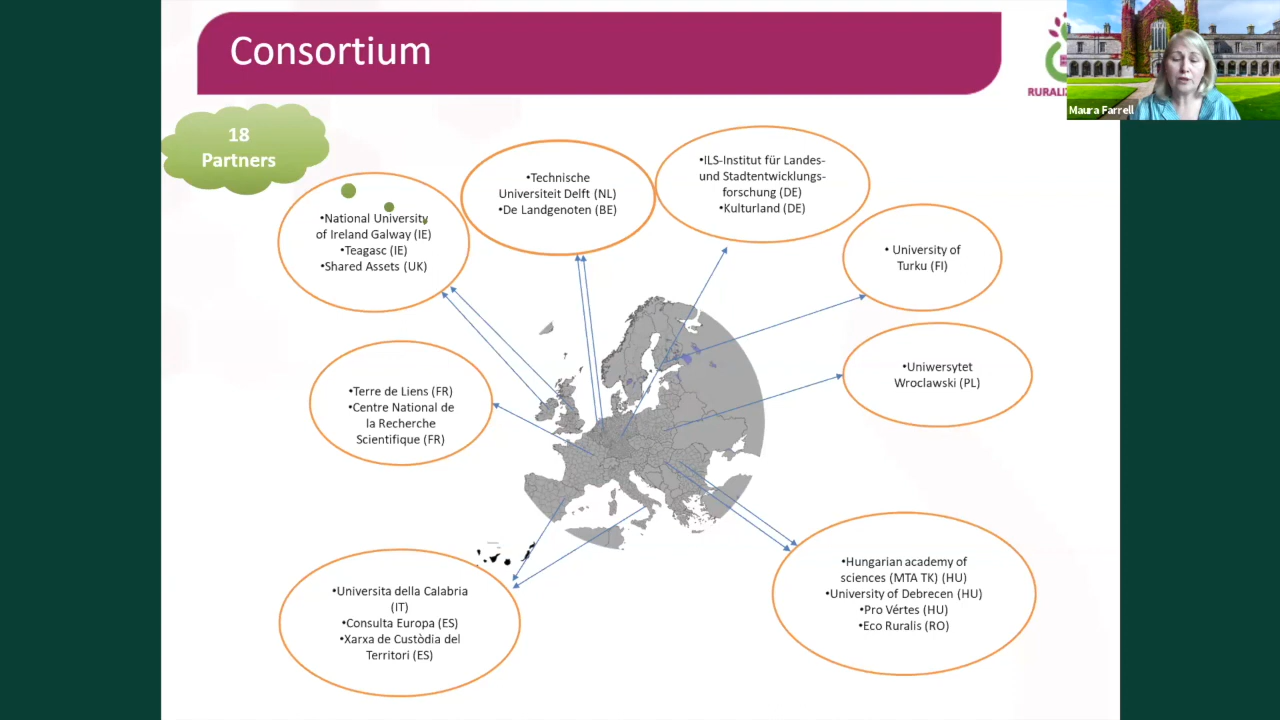 Consortium
RURALIZ
Maura Farrell
18
Partners
•National University
of Ireland Galway (IE)
•Teagasc (IE)
•Shared Assets (UK)
•Technische
Universiteit Delft (NL)
•De Landgenoten (BE)
•ILS-Institut für Landes-
und Stadtentwicklungs-
forschung (DE)
•Kulturland (DE)
• University of
Turku (FI)
•Terre de Liens (FR)
•Centre National de
la Recherche
Scientifique (FR)
•Uniwersytet
Wroclawski (PL)
•Universita della Calabria
(IT)
•Consulta Europa (ES)
•Xarxa de Custòdia del
Territori (ES)
•Hungarian academy of
sciences (MTA TK) (HU)
•University of Debrecen (HU)
•Pro Vértes (HU)
•Eco Ruralis (RO)